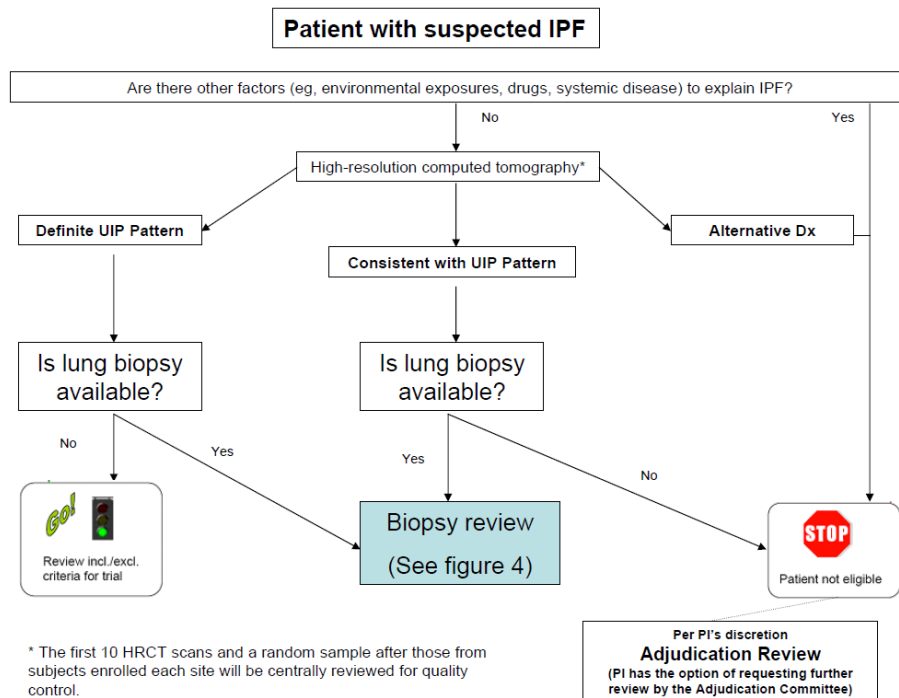 Patient with suspected IPF
Are there other factors (eg, environmental exposures, drugs, systemic disease) to explain IPF?
No
Yes
High-resolution computed tomography*
Definite UIP Pattern
Alternative Dx
Consistent with UIP Pattern
Is lung biopsy
available?
Is lung biopsy
available?
No
Yes
Yes
No
GO!
Review incl./excl.
criteria for trial
Biopsy review
(See figure 4)
STOP
Patient not eligible
* The first 10 HRCT scans and a random sample after those from
subjects enrolled each site will be centrally reviewed for quality
control.
Per PI's discretion
Adjudication Review
(PI has the option of requesting further
review by the Adjudication Committee)